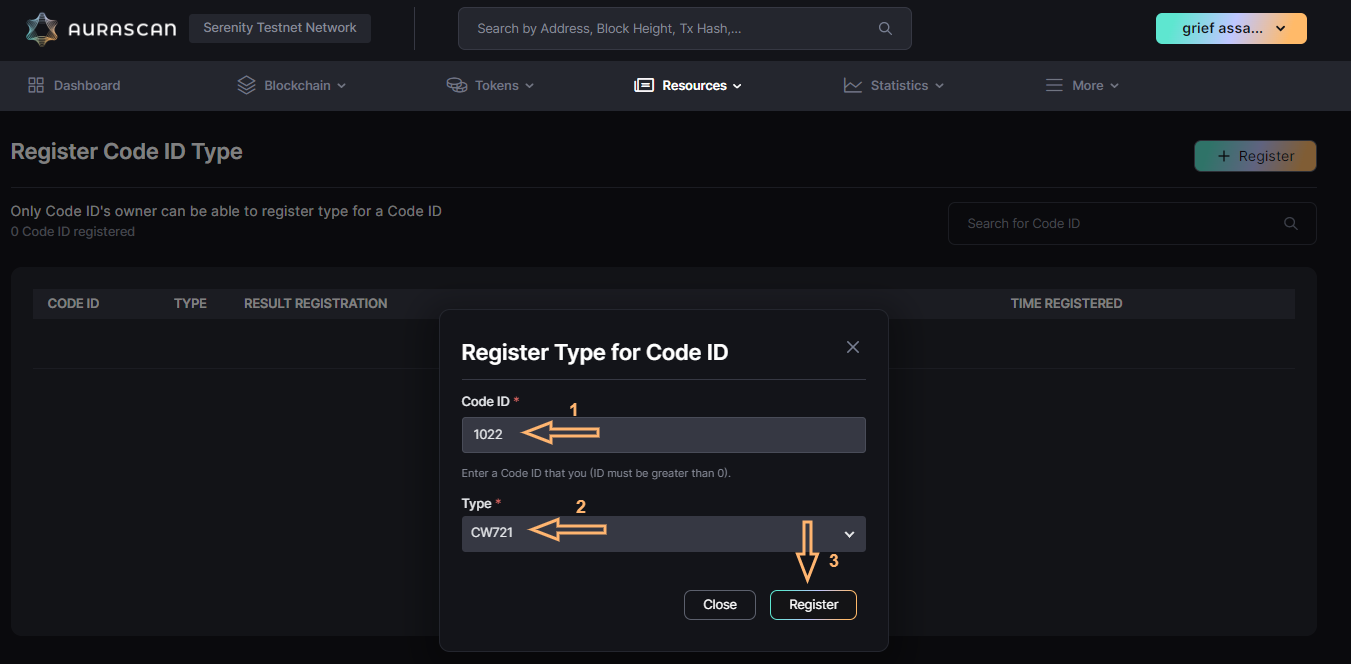 AURASCAN
Serenity Testnet Network
Search by Address, Block Height, Tx Hash,...
grief assa...
Dashboard
Blockchain
Tokens
Resources
Statistics
More
Register Code ID Type
+ Register
Only Code ID's owner can be able to register type for a Code ID
0 Code ID registered
Search for Code ID
CODE ID TYPE RESULT REGISTRATION TIME REGISTERED
Register Type for Code ID
Code ID *
1
1022
Enter a Code ID that you (ID must be greater than 0).
Type *
2
CW721
3
Close
Register